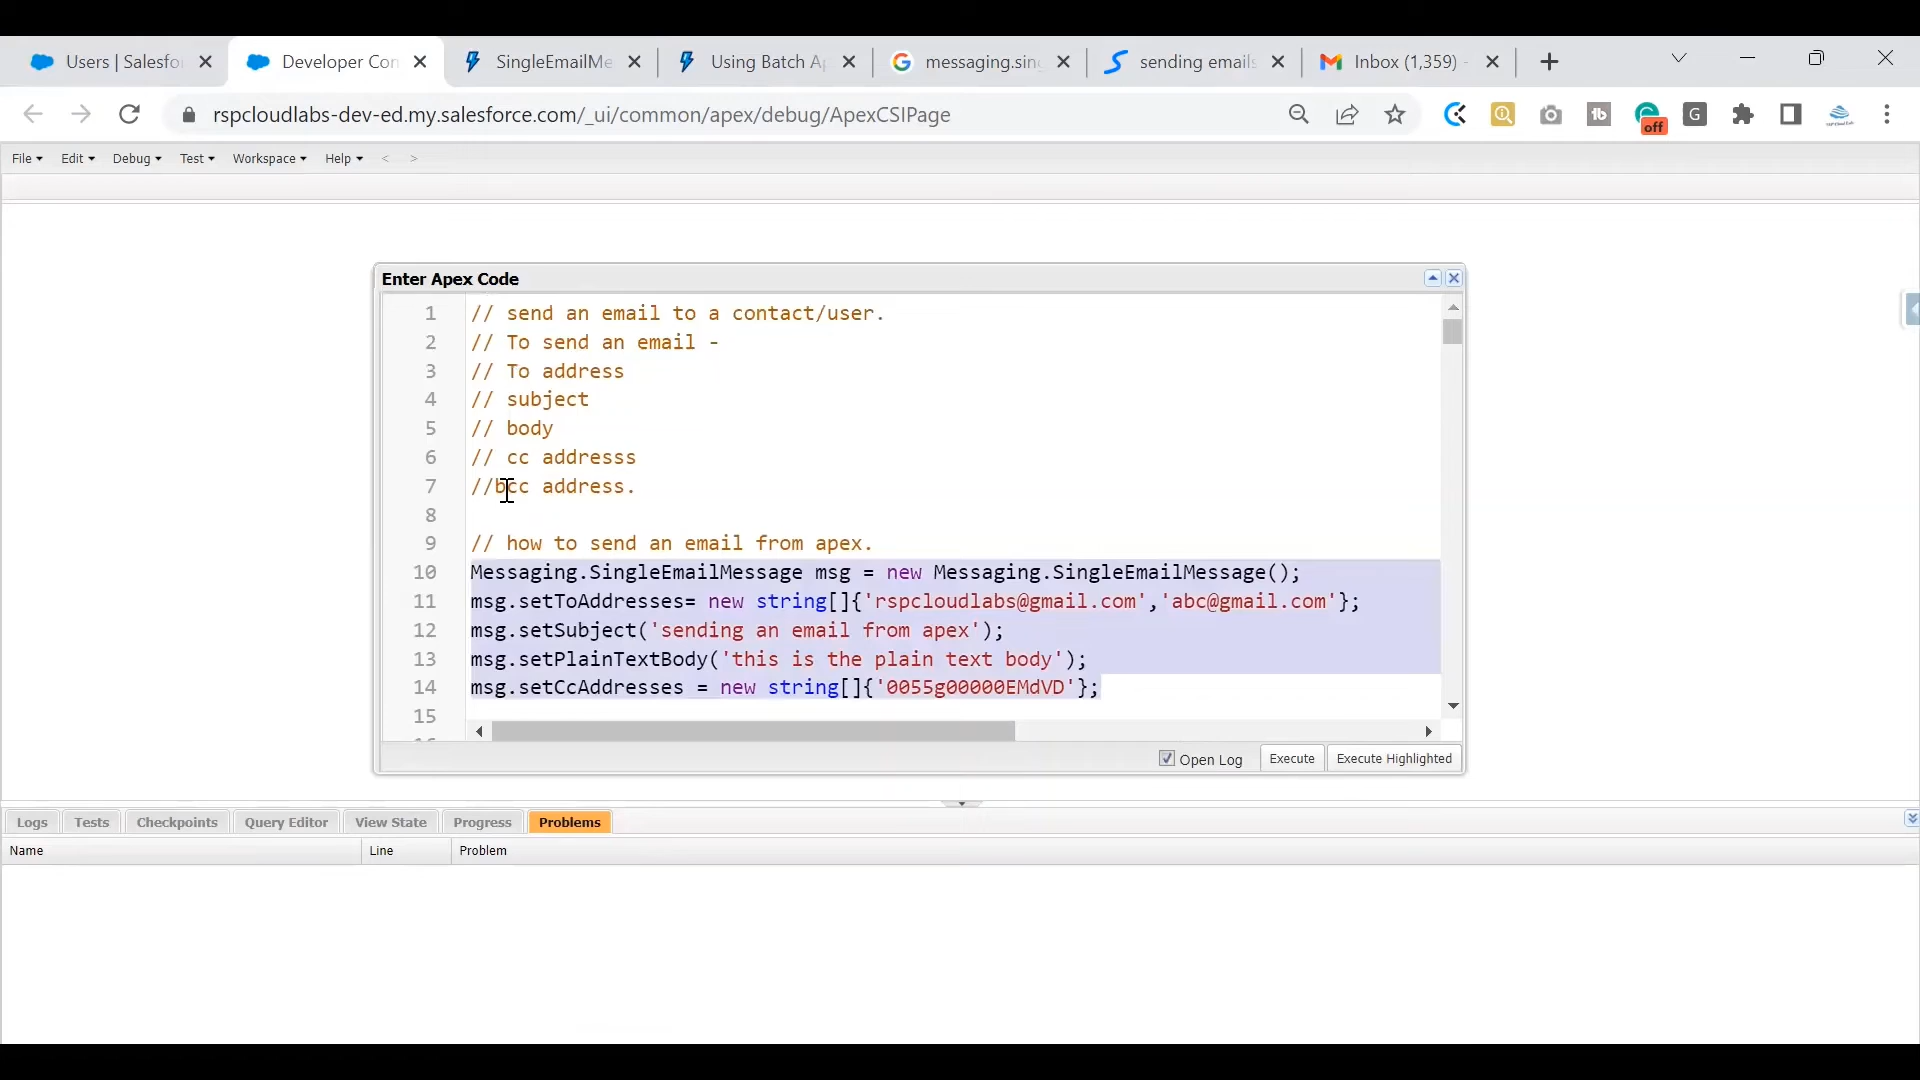 Users | Salesfo
Developer Con
SingleEmailMe
Using Batch Ap
messaging.sing
sending emails
Inbox (1,359) -
rspcloudlabs-dev-ed.my.salesforce.com/_ui/common/apex/debug/ApexCSIPage
off
G
File Edit Debug Test Workspace Help < >
Enter Apex Code
1 // send an email to a contact/user.
2 // To send an email -
3 // To address
4 // subject
5 // body
6 // cc addresss
7 //bcc address.
8
9 // how to send an email from apex.
10 Messaging.SingleEmailMessage msg = new Messaging.SingleEmailMessage();
11 msg.setToAddresses= new string[]{'rspcloudlabs@gmail.com','abc@gmail.com'};
12 msg.setSubject('sending an email from apex');
13 msg.setPlainTextBody('this is the plain text body');
14 msg.setCcAddresses = new string[]{'0055g00000EMdVD'};
15
Open Log Execute Execute Highlighted
Logs Tests Checkpoints Query Editor View State Progress Problems
Name Line Problem